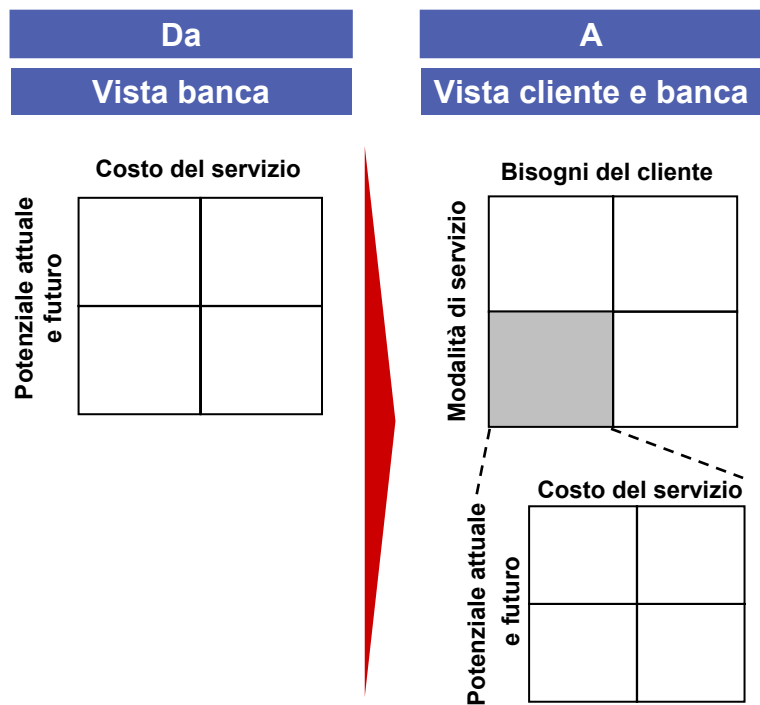 Da
Vista banca
Costo del servizio
Potenziale attuale
e futuro
A
Vista cliente e banca
Bisogni del cliente
Modalità di servizio
Costo del servizio
Potenziale attuale
e futuro